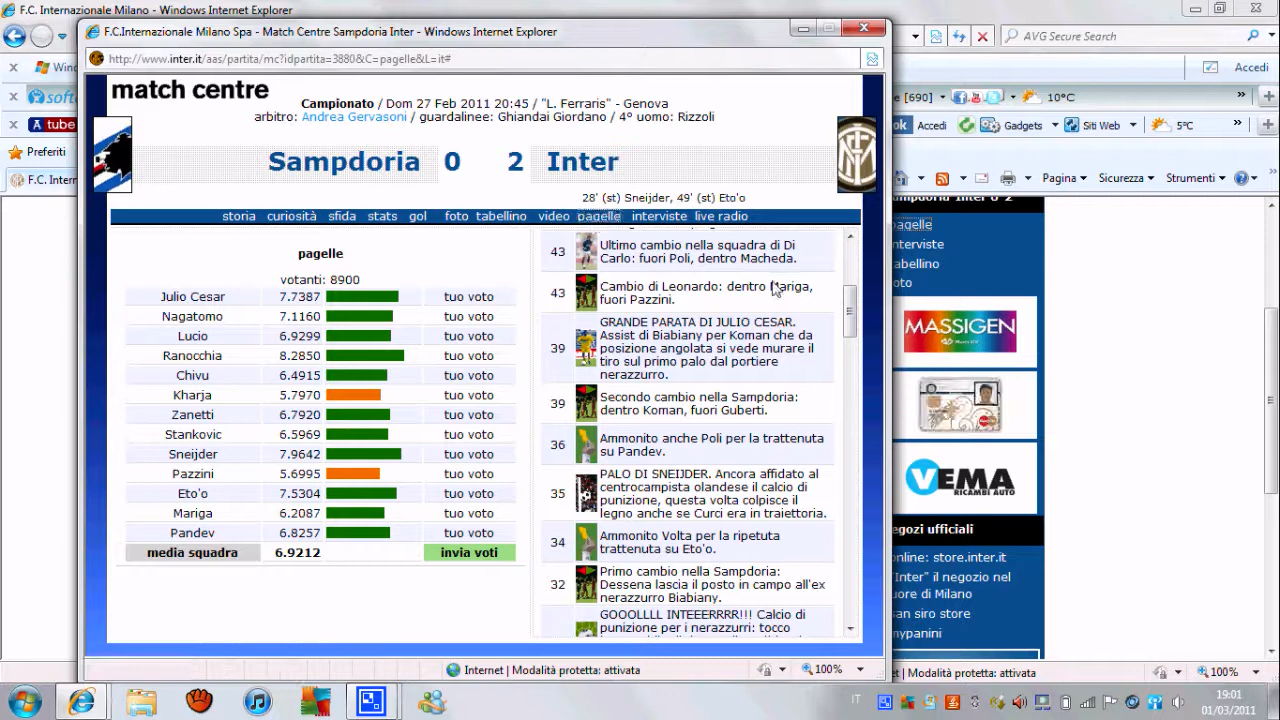 F.C. Internazionale Milano - Windows Internet Explorer
F.C.Internazionale Milano Spa - Match Centre Sampdoria Inter - Windows Internet Explorer
http://www.inter.it/aas/partita/mc?idpartita=3880&C=pagelle&L=it#
AVG Secure Search
Accedi
[690]
10°C
Accedi
Gadgets
Siti Web
5°C
Preferiti
F.C. Intern
Pagina
Sicurezza
Strumenti
match centre
Campionato / Dom 27 Feb 2011 20:45 / "L. Ferraris" - Genova
arbitro: Andrea Gervasoni / guardalinee: Ghiandai Giordano / 4° uomo: Rizzoli
Sampdoria 0 2 Inter
28' (st) Sneijder, 49' (st) Eto'o
storia curiosità sfida stats gol foto tabellino video pagelle interviste live radio
pagelle
votanti: 8900
Julio Cesar 7.7387 tuo voto
Nagatomo 7.1160 tuo voto
Lucio 6.9299 tuo voto
Ranocchia 8.2850 tuo voto
Chivu 6.4915 tuo voto
Kharja 5.7970 tuo voto
Zanetti 6.7920 tuo voto
Stankovic 6.5969 tuo voto
Sneijder 7.9642 tuo voto
Pazzini 5.6995 tuo voto
Eto'o 7.5304 tuo voto
Mariga 6.2087 tuo voto
Pandev 6.8257 tuo voto
media squadra 6.9212 invia voti
43 Ultimo cambio nella squadra di Di
Carlo: fuori Poli, dentro Macheda.
43 Cambio di Leonardo: dentro Mariga,
fuori Pazzini.
GRANDE PARATA DI JULIO CESAR.
Assist di Biabiany per Koman che da
39 posizione angolata si vede murare il
tiro sul primo palo dal portiere
nerazzurro.
39 Secondo cambio nella Sampdoria:
dentro Koman, fuori Guberti.
36 Ammonito anche Poli per la trattenuta
su Pandev.
PALO DI SNEIJDER. Ancora affidato al
35 centrocampista olandese il calcio di
punizione, questa volta colpisce il
legno anche se Curci era in traiettoria.
34 Ammonito Volta per la ripetuta
trattenuta su Eto'o.
32 Primo cambio nella Sampdoria:
Dessena lascia il posto in campo all'ex
nerazzurro Biabiany.
GOOOLLLL INTEEERRRR!!! Calcio di
punizione per i nerazzurri: tocco
pagelle
interviste
tabellino
foto
MASSIGEN
VEMA
RICAMBI AUTO
negozi ufficiali
online: store.inter.it
"Inter" il negozio nel
cuore di Milano
san siro store
mypanini
Internet | Modalità protetta: attivata
100%
net | Modalità protetta: attivata
100%
IT
19:01
01/03/2011